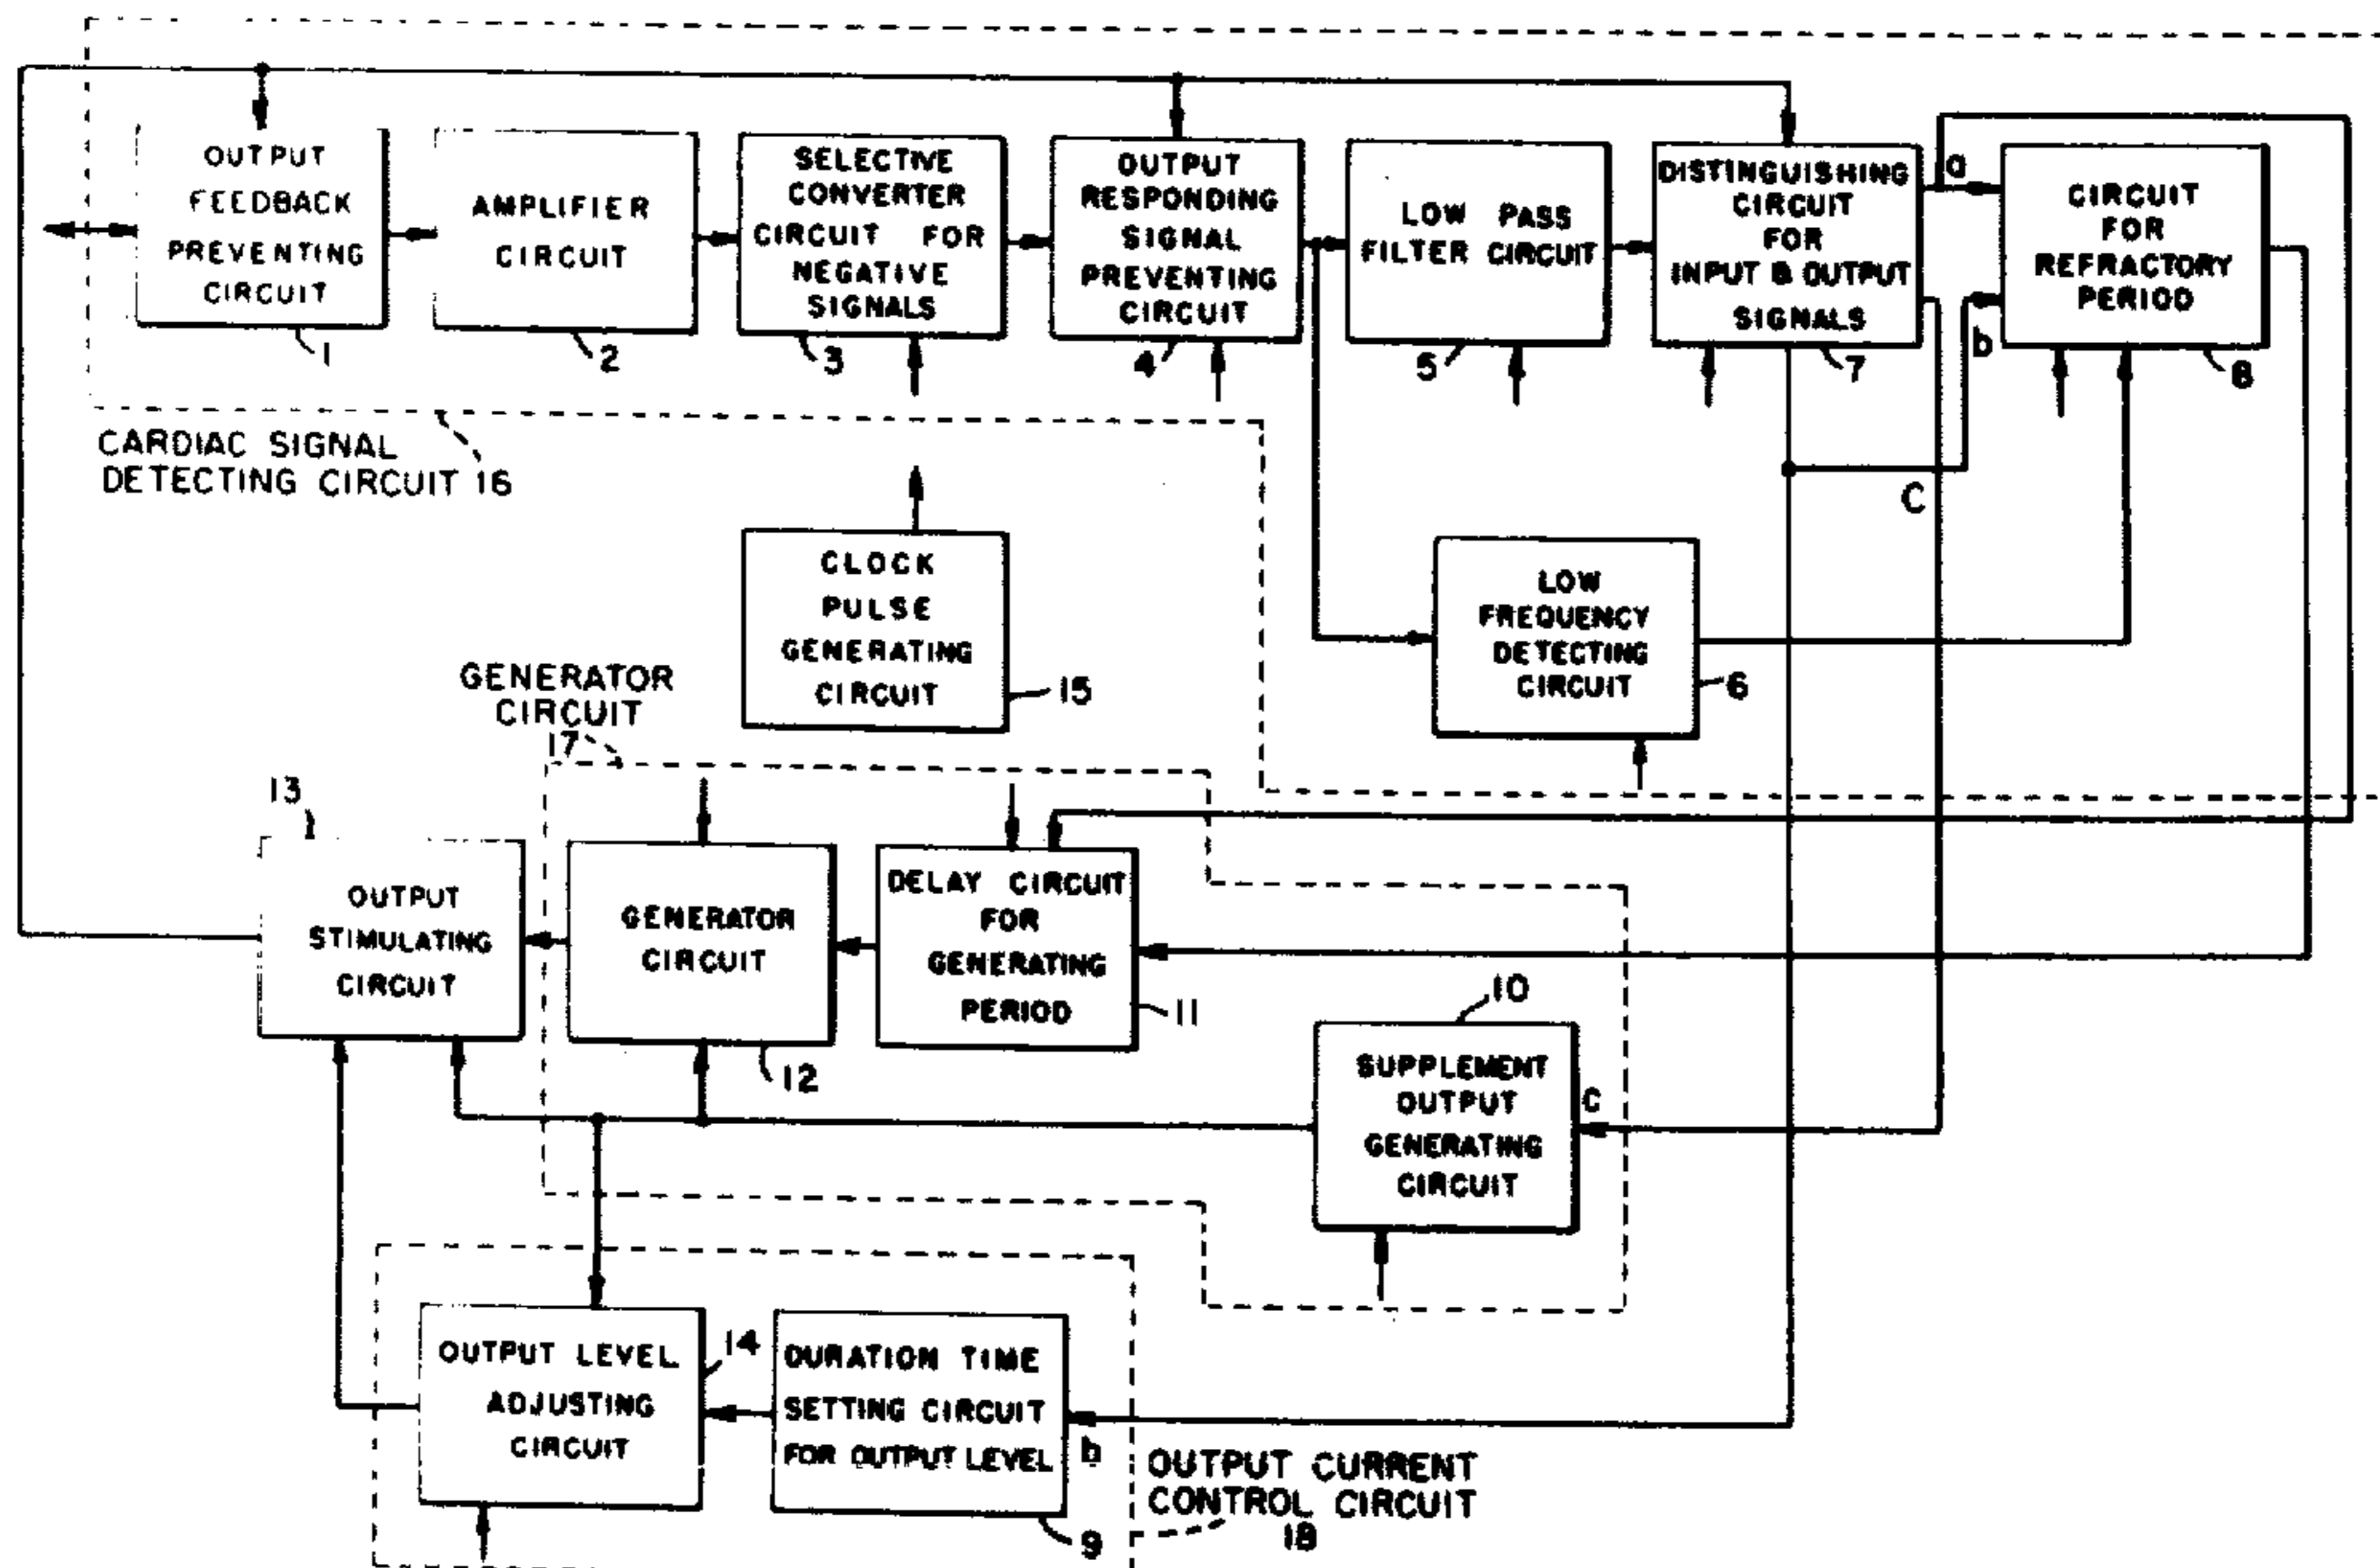 OUTPUT
FEEDBACK
PREVENTING
CIRCUIT
1
AMPLIFIER
CIRCUIT
2
SELECTIVE
CONVERTER
CIRCUIT FOR
NEGATIVE
SIGNALS
3
OUTPUT
RESPONDING
SIGNAL
PREVENTING
CIRCUIT
4
LOW PASS
FILTER CIRCUIT
5
DISTINGUISHING
CIRCUIT
FOR
INPUT & OUTPUT
SIGNALS
7
a
b
C
CIRCUIT
FOR
REFRACTORY
PERIOD
8
CARDIAC SIGNAL
DETECTING CIRCUIT 16
CLOCK
PULSE
GENERATING
CIRCUIT
15
LOW
FREQUENCY
DETECTING
CIRCUIT
6
GENERATOR
CIRCUIT
17
13
OUTPUT
STIMULATING
CIRCUIT
GENERATOR
CIRCUIT
12
DELAY CIRCUIT
FOR
GENERATING
PERIOD
11
10
SUPPLEMENT
OUTPUT
GENERATING
CIRCUIT
C
OUTPUT LEVEL
ADJUSTING
CIRCUIT
14
DURATION TIME
SETTING CIRCUIT
FOR OUTPUT LEVEL
9
b
OUTPUT CURRENT
CONTROL CIRCUIT
18